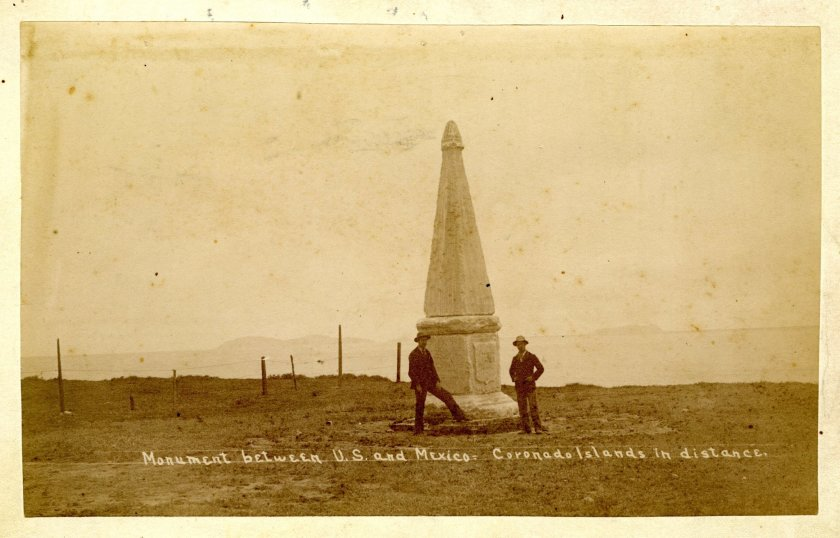 Monument between U.S. and Mexico. Coronado Islands in distance.